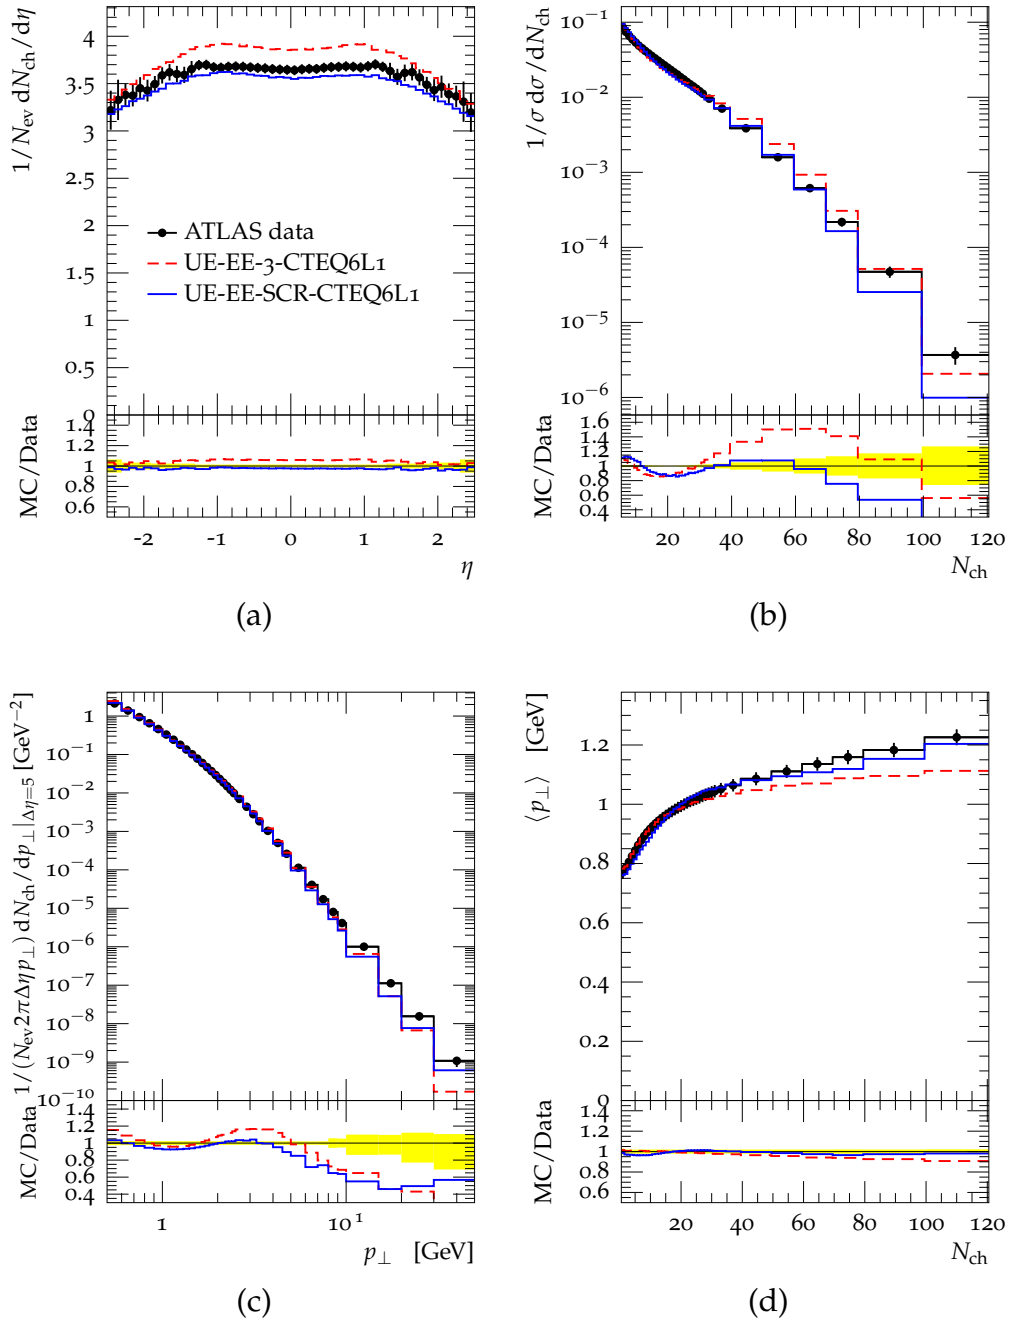 1/N_ev dN_ch/dη
4
3.5
3
2.5
2
1.5
1
0.5
0
ATLAS data
UE-EE-3-CTEQ6L1
UE-EE-SCR-CTEQ6L1
MC/Data
1.4
1.2
1
0.8
0.6
-2 -1 0 1 2
η
(a)
1/σ dσ/dN_ch
10^−1
10^−2
10^−3
10^−4
10^−5
10^−6
MC/Data
1.6
1.4
1.2
1
0.8
0.6
0.4
20 40 60 80 100 120
N_ch
(b)
1/(N_ev 2πΔηp_⊥) dN_ch/dp_⊥|Δη=5 [GeV^−2]
1
10^−1
10^−2
10^−3
10^−4
10^−5
10^−6
10^−7
10^−8
10^−9
10^−10
MC/Data
1.4
1.2
1
0.8
0.6
0.4
1 10^1
p_⊥ [GeV]
(c)
⟨p_⊥⟩ [GeV]
1.2
1.0
0.8
0.6
0.4
0.2
0
MC/Data
1.4
1.2
1
0.8
0.6
20 40 60 80 100 120
N_ch
(d)